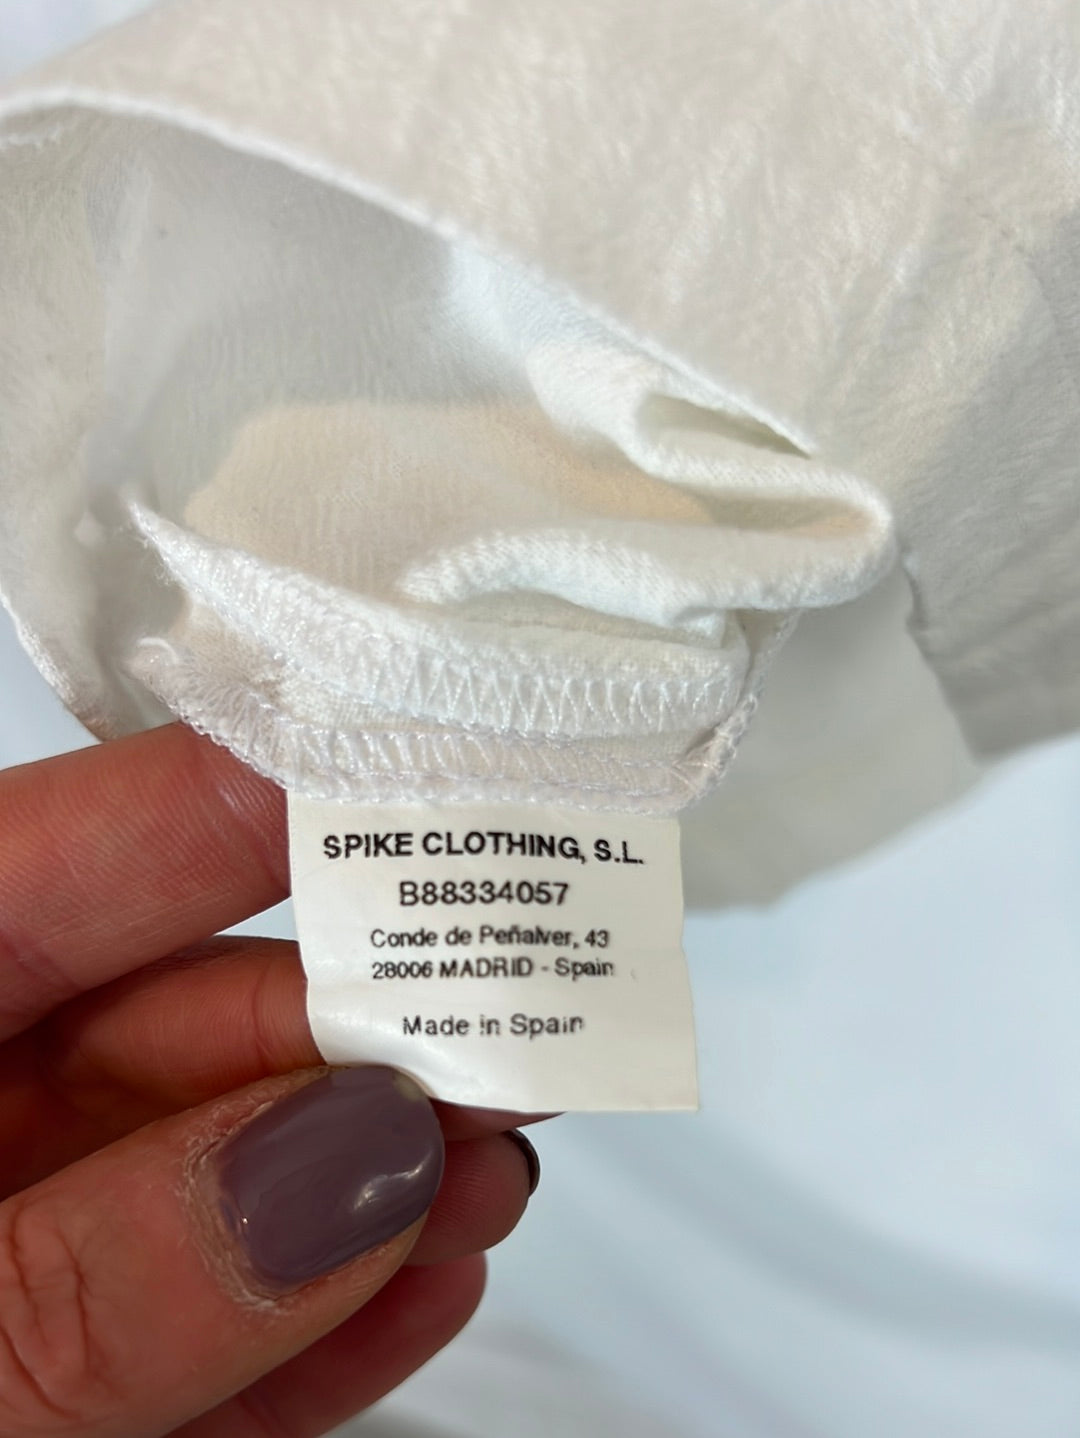 SPIKE CLOTHING, S.L.
B88334057
Conde de Peñalver, 43
28006 MADRID - Spain
Made in Spain